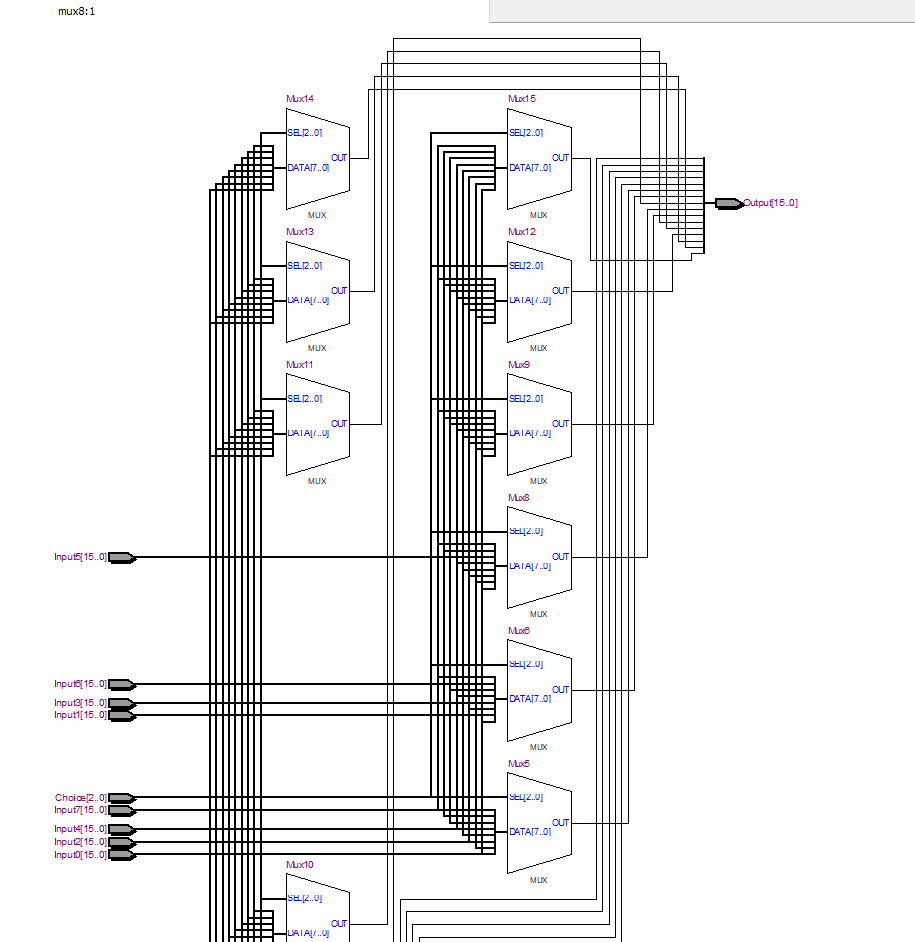 mux8:1
Mux14
SEL[2..0]
OUT
DATA[7..0]
MUX
Mux15
SEL[2..0]
OUT
DATA[7..0]
MUX
Output[15..0]
Mux13
SEL[2..0]
OUT
DATA[7..0]
MUX
Mux12
SEL[2..0]
OUT
DATA[7..0]
MUX
Mux11
SEL[2..0]
OUT
DATA[7..0]
MUX
Mux9
SEL[2..0]
OUT
DATA[7..0]
MUX
Mux8
SEL[2..0]
OUT
DATA[7..0]
MUX
Input5[15..0]
Mux6
SEL[2..0]
OUT
DATA[7..0]
MUX
Input6[15..0]
Input3[15..0]
Input1[15..0]
Mux5
SEL[2..0]
OUT
DATA[7..0]
MUX
Choice[2..0]
Input7[15..0]
Input4[15..0]
Input2[15..0]
Input0[15..0]
Mux10
SEL[2..0]
OUT
DATA[7..0]